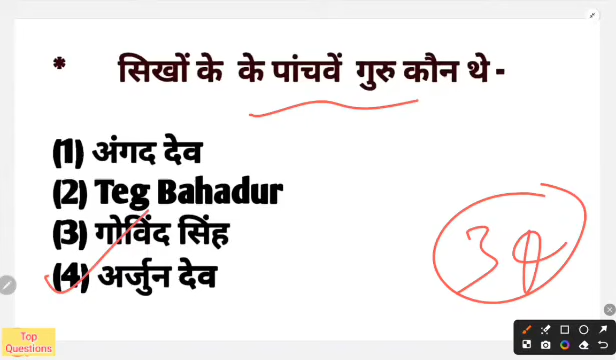 * सिखों के के पांचवें गुरु कौन थे -
(1) अंगद देव
(2) Teg Bahadur
(3) गोविंद सिंह
(4) अर्जुन देव
Top
Questions